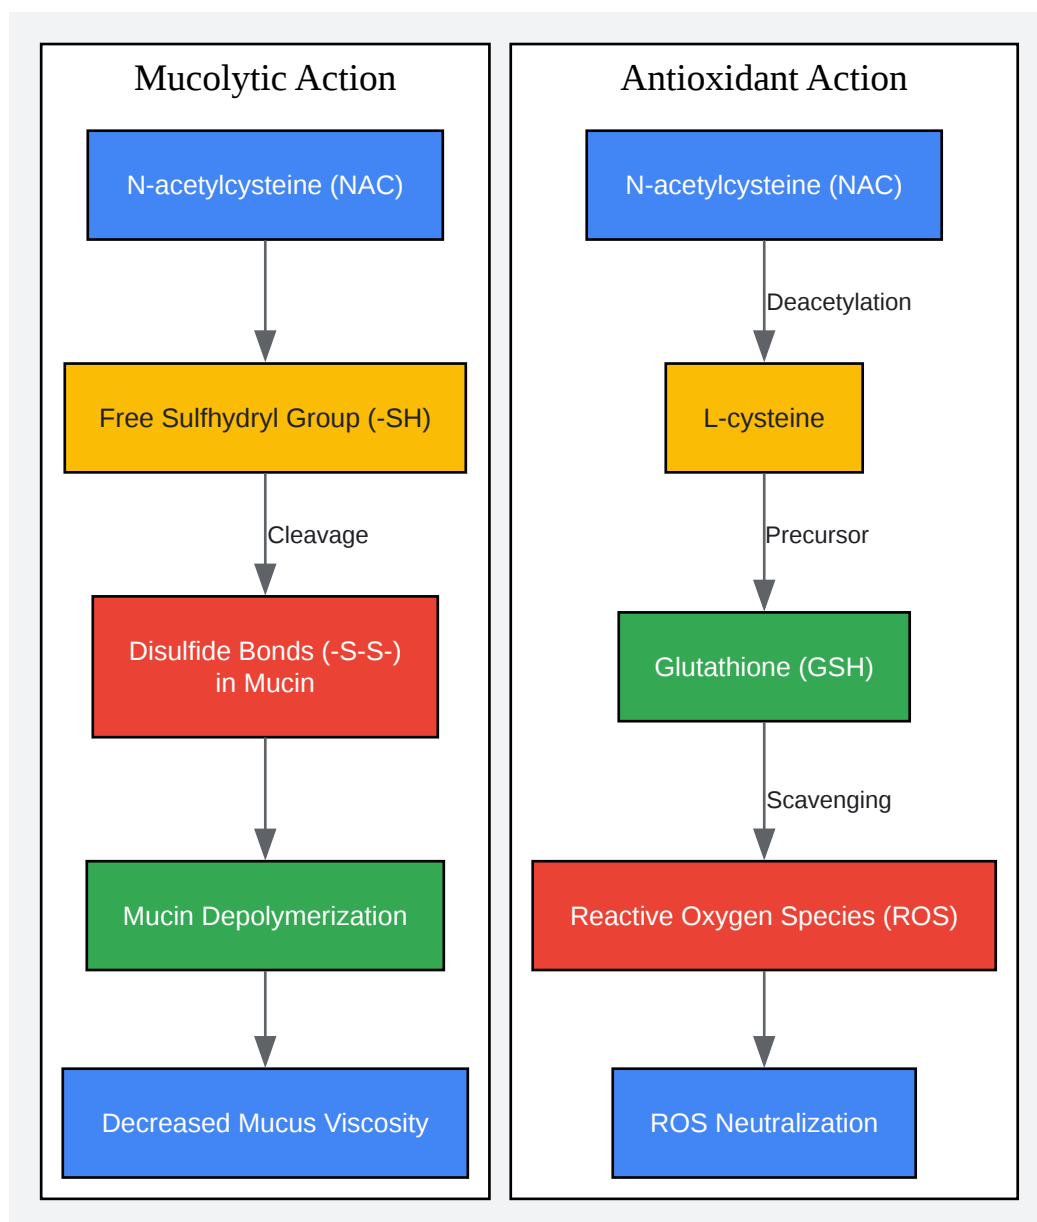 Mucolytic Action
N-acetylcysteine (NAC)
Free Sulfhydryl Group (-SH)
Cleavage
Disulfide Bonds (-S-S-)
in Mucin
Mucin Depolymerization
Decreased Mucus Viscosity
Antioxidant Action
N-acetylcysteine (NAC)
Deacetylation
L-cysteine
Precursor
Glutathione (GSH)
Scavenging
Reactive Oxygen Species (ROS)
ROS Neutralization